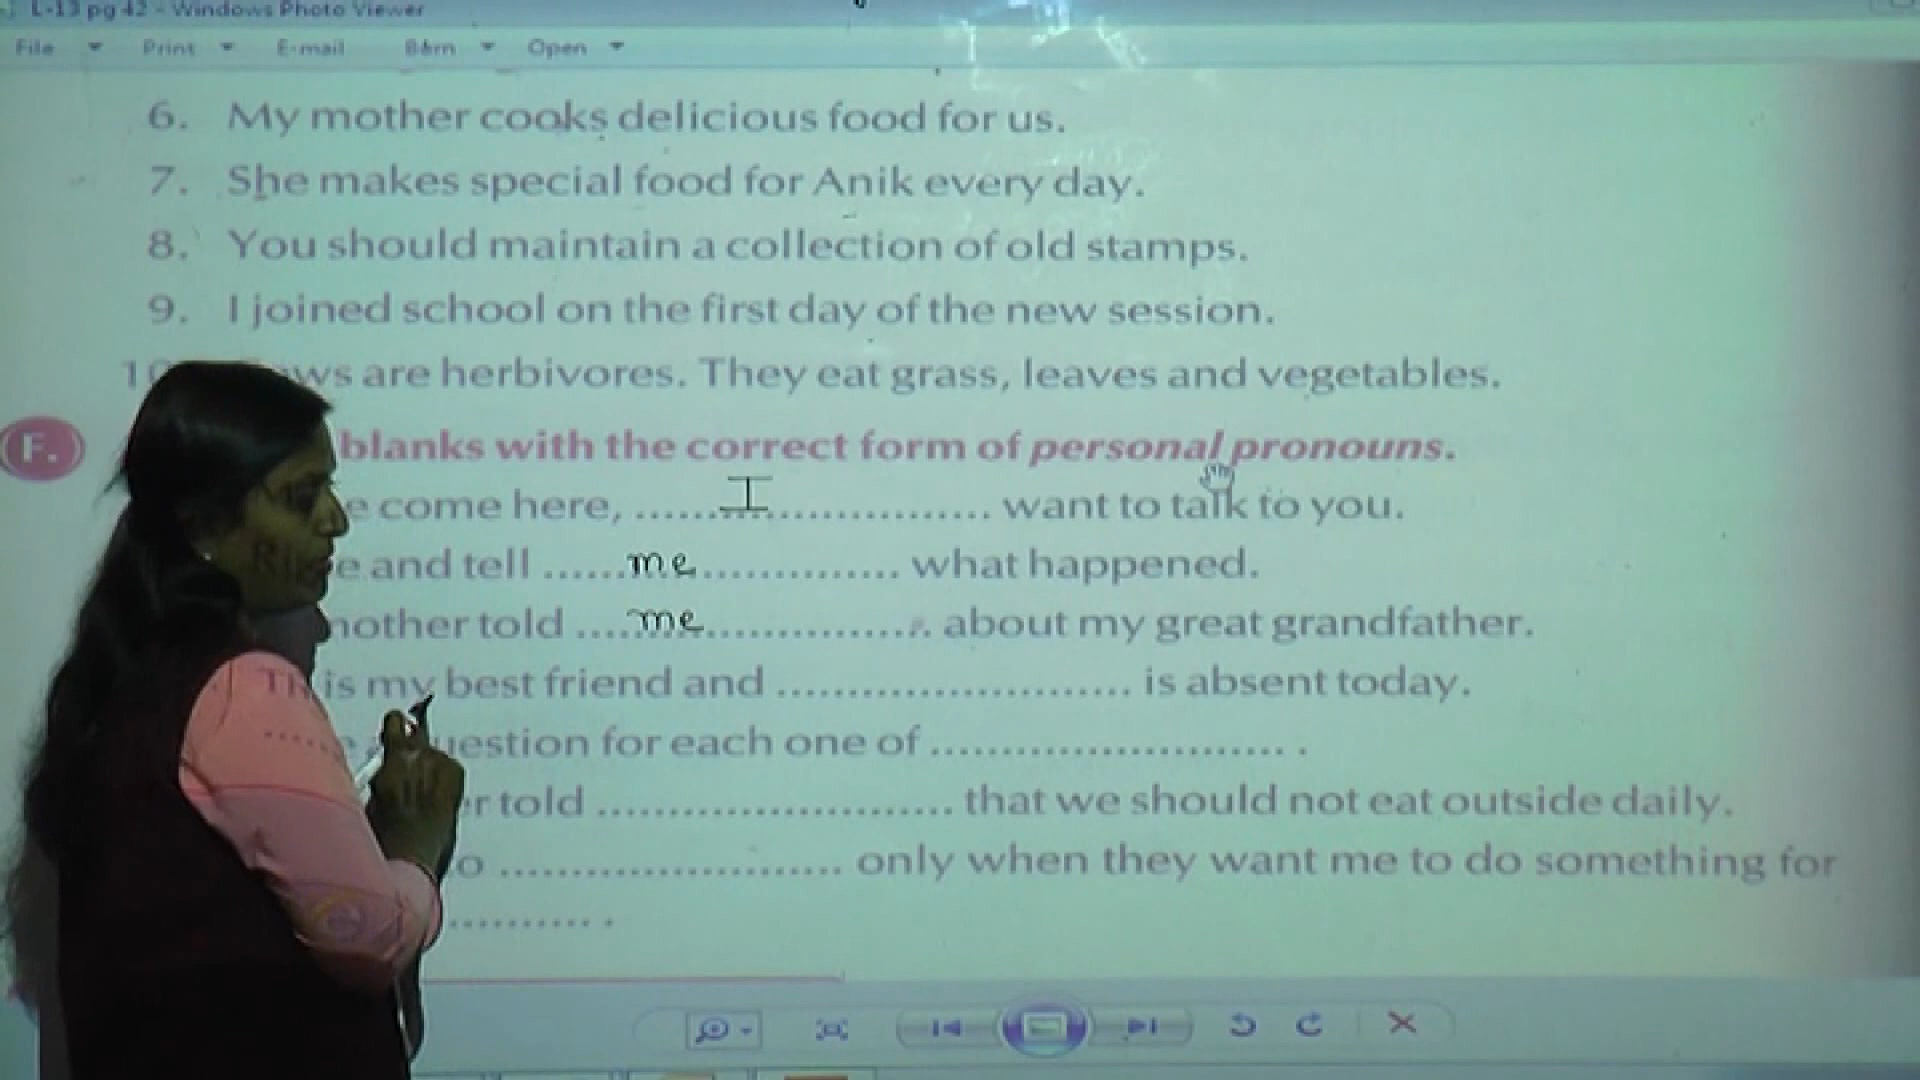 L-13 pg 42 - Windows Photo Viewer
File Print E-mail Burn Open
6. My mother cooks delicious food for us.
7. She makes special food for Anik every day.
8. You should maintain a collection of old stamps.
9. I joined school on the first day of the new session.
are herbivores. They eat grass, leaves and vegetables.
F. blanks with the correct form of personal pronouns.
come here, ..........I.......... want to talk to you.
and tell ..........me.......... what happened.
told ..........me.......... about my great grandfather.
is my best friend and .......................... is absent today.
for each one of .......................... .
told .......................... that we should not eat outside daily.
.......................... only when they want me to do something for
.......... .